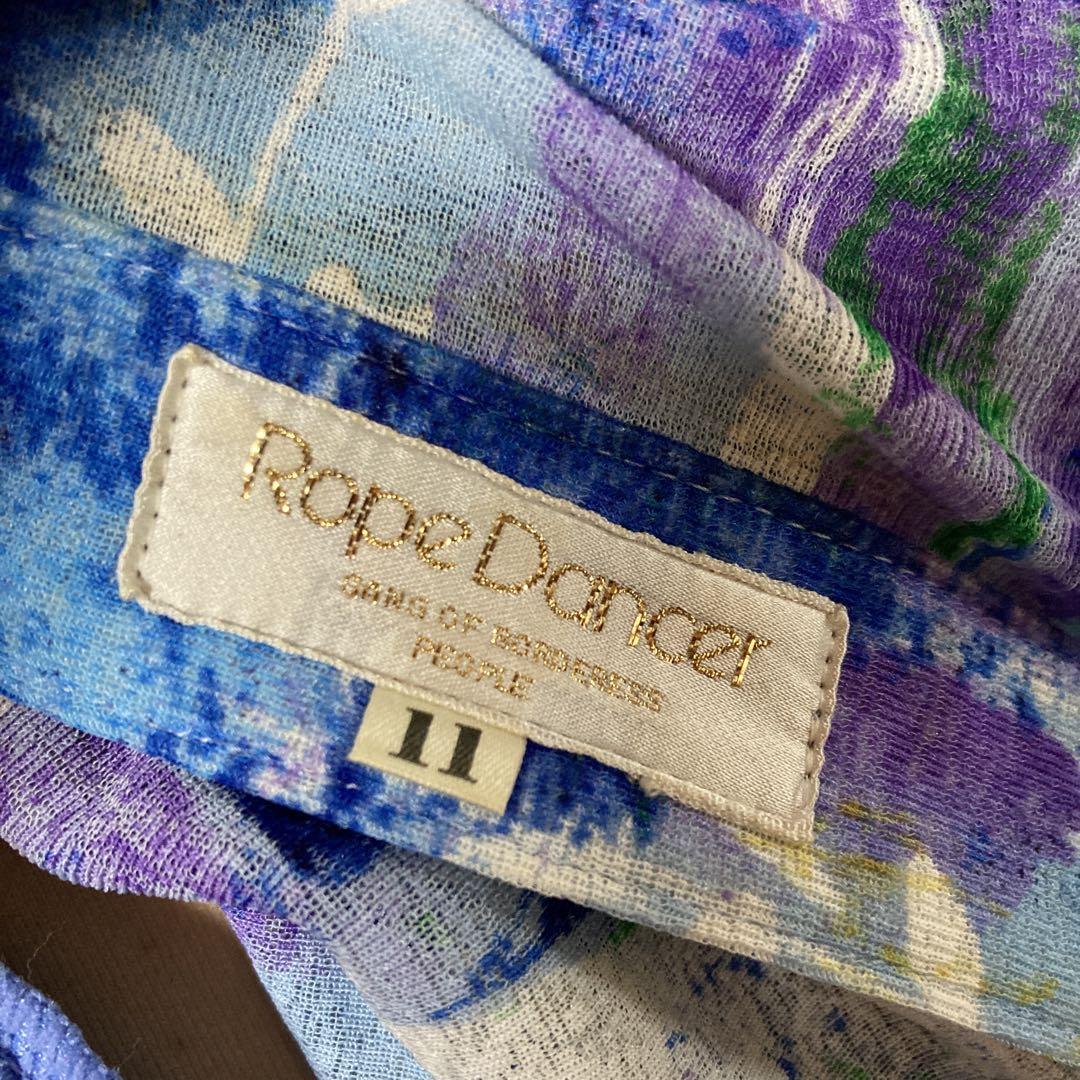 Rope Dancer
GANG OF BORDERESS
PEOPLE
11